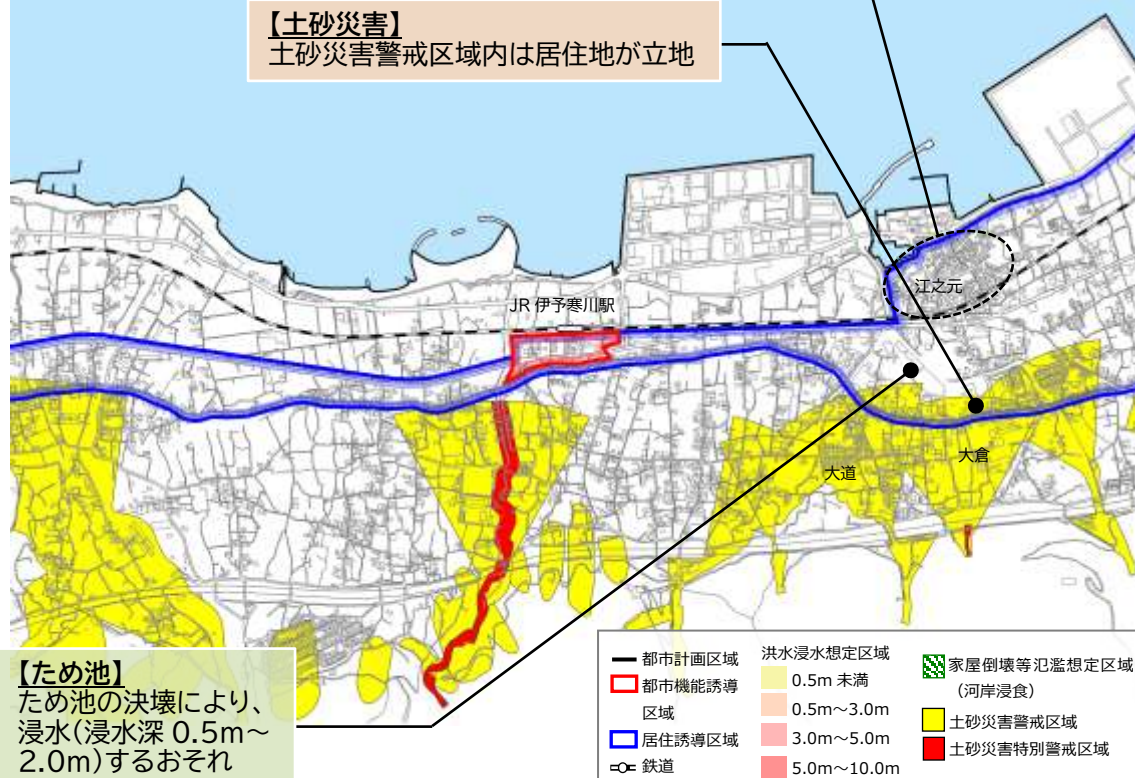 【土砂災害】
土砂災害警戒区域内は居住地が立地
江之元
JR 伊予寒川駅
大倉
大道
【ため池】
ため池の決壊により、
浸水(浸水深 0.5m～
2.0m)するおそれ
都市計画区域
都市機能誘導
区域
居住誘導区域
鉄道
洪水浸水想定区域
0.5m 未満
0.5m～3.0m
3.0m～5.0m
5.0m～10.0m
家屋倒壊等氾濫想定区域
（河岸浸食）
土砂災害警戒区域
土砂災害特別警戒区域